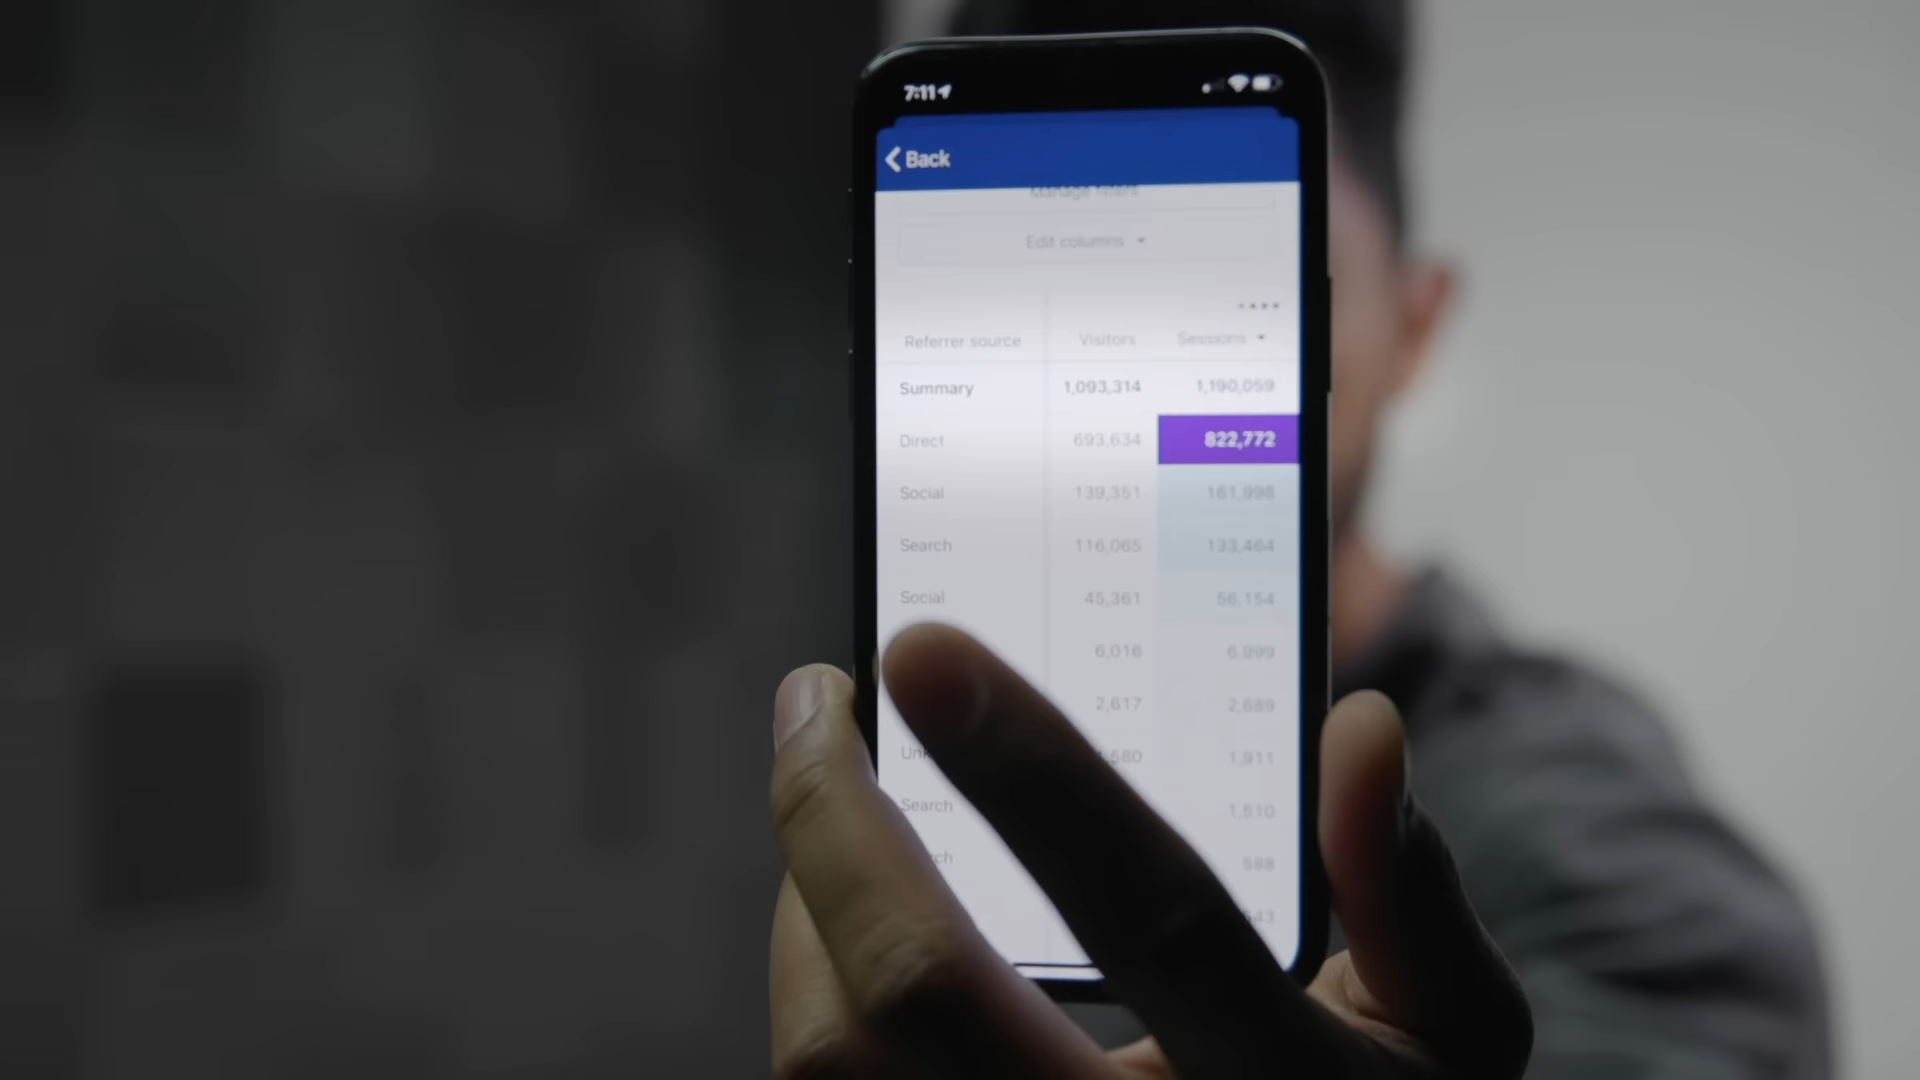 7:11
Back
Manage filters
Edit columns
Referrer source Visitors Sessions
Summary 1,093,314 1,190,059
Direct 693,634 822,772
Social 139,351 161,998
Search 116,065 133,464
Social 45,361 56,154
6,016 6,999
2,617 2,689
1,911
Search 1,510
588